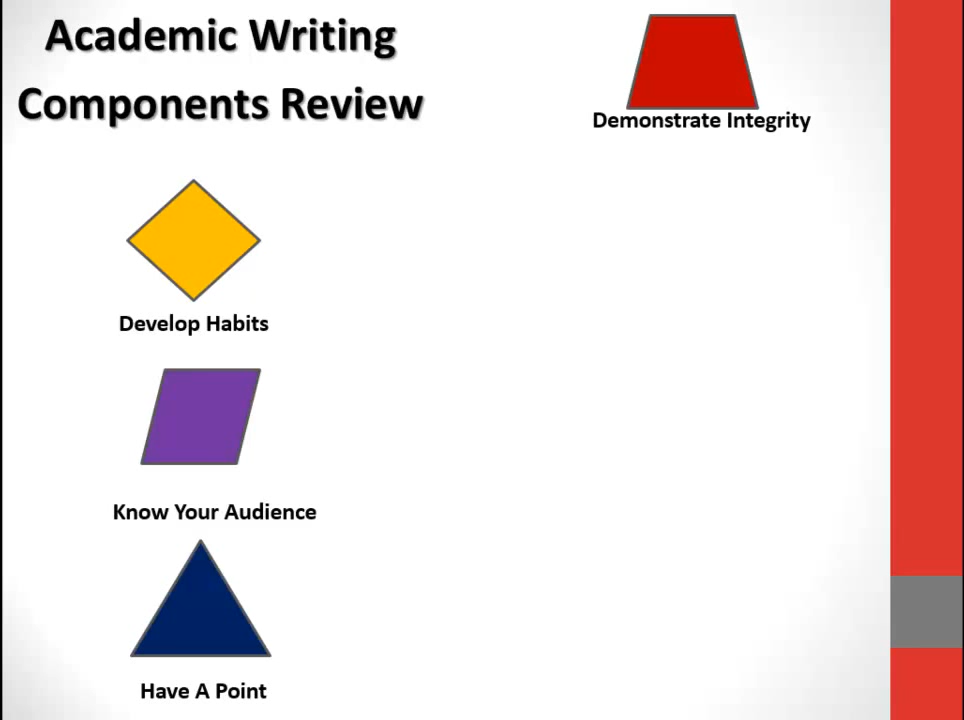 Academic Writing
Components Review
Demonstrate Integrity
Develop Habits
Know Your Audience
Have A Point